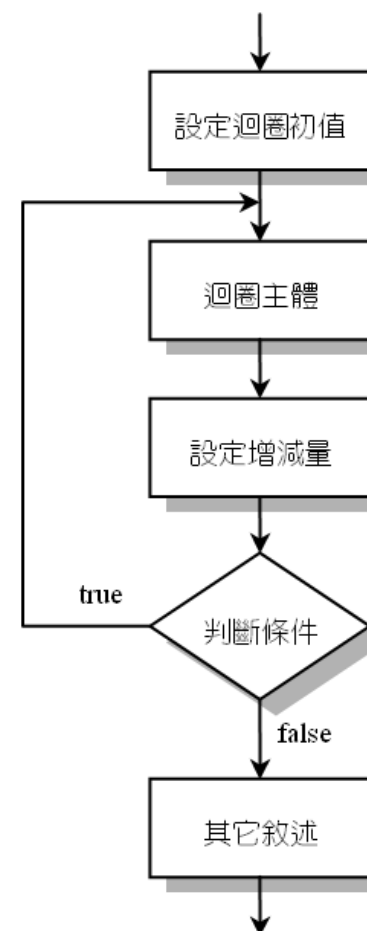 設定迴圈初值
迴圈主體
設定增減量
true
判斷條件
false
其它敘述